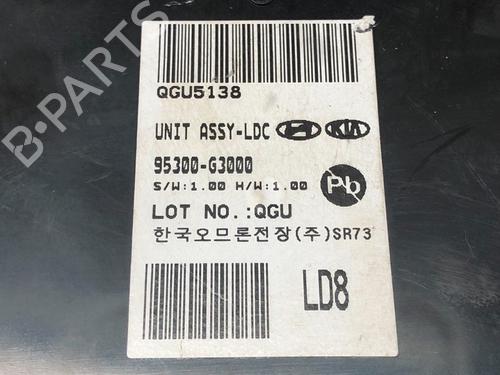 B-PARTS
QGU5138
UNIT ASSY-LDC KIA
95300-G3000 Pb
S/W:1.00 H/W:1.00
LOT NO.:QGU
한국오므론전장(주)SR73
LD8